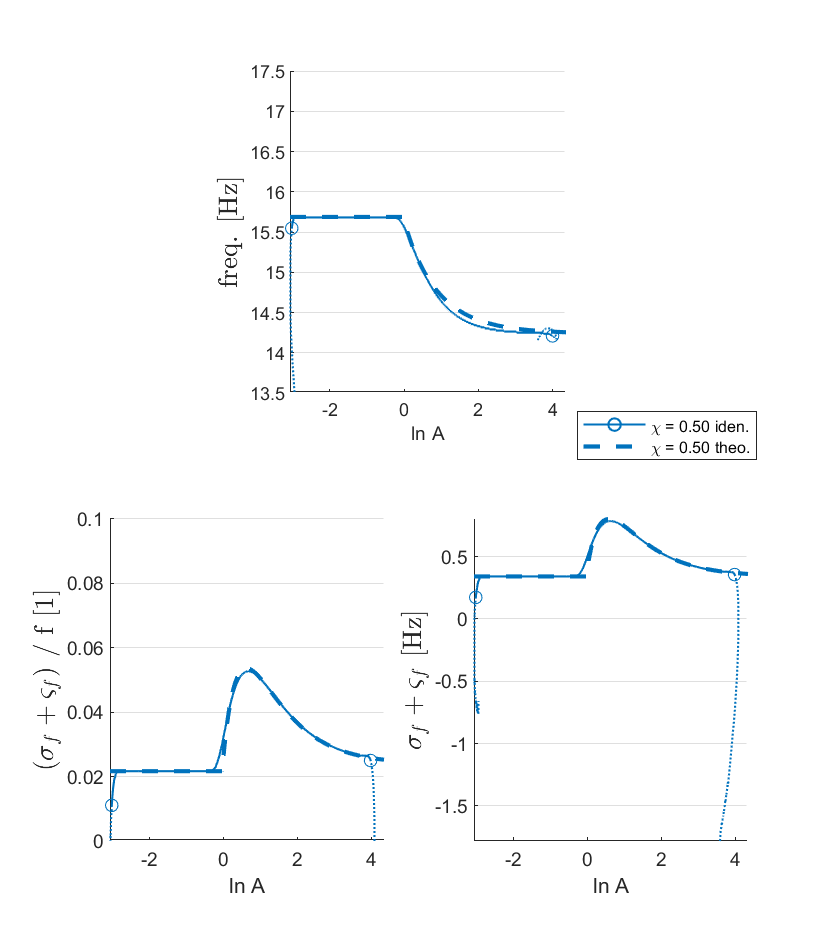 17.5
17
16.5
16
15.5
15
14.5
14
13.5
freq. [Hz]
-2 0 2 4
ln A
χ = 0.50 iden.
χ = 0.50 theo.
0.1
0.08
0.06
0.04
0.02
0
(σf + ςf) / f [1]
-2 0 2 4
ln A
0.5
0
-0.5
-1
-1.5
σf + ςf [Hz]
-2 0 2 4
ln A